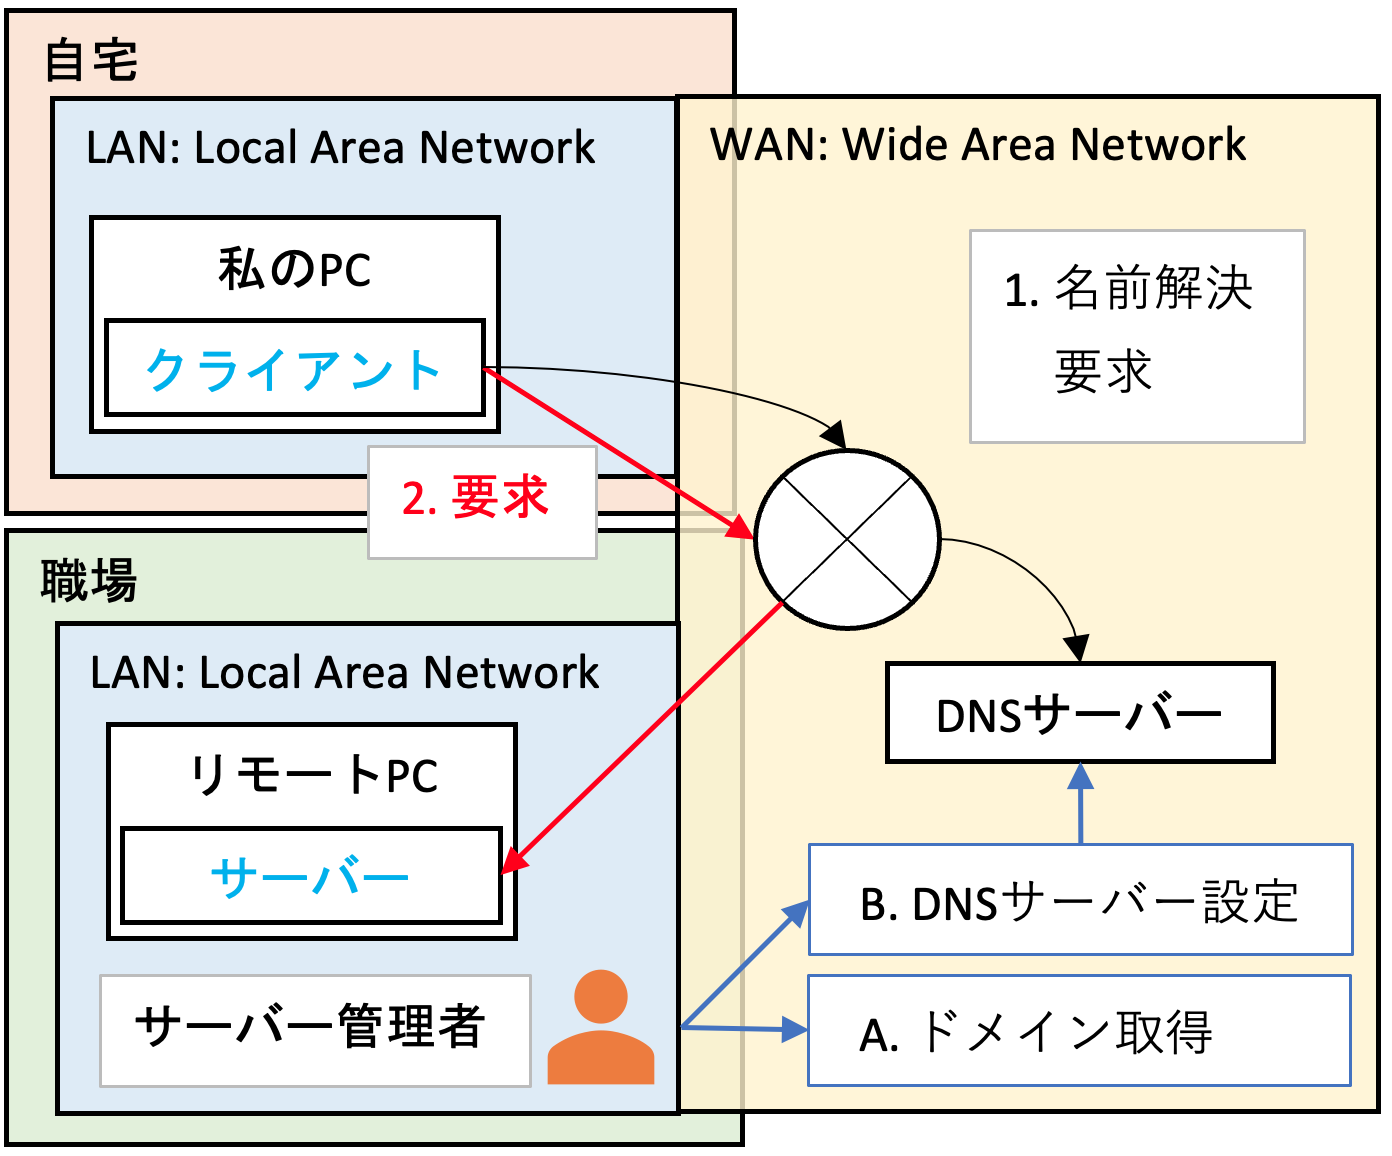 自宅
LAN: Local Area Network
WAN: Wide Area Network
私のPC
クライアント
1. 名前解決
要求
2. 要求
職場
LAN: Local Area Network
リモートPC
サーバー
DNSサーバー
B. DNSサーバー設定
サーバー管理者
A. ドメイン取得